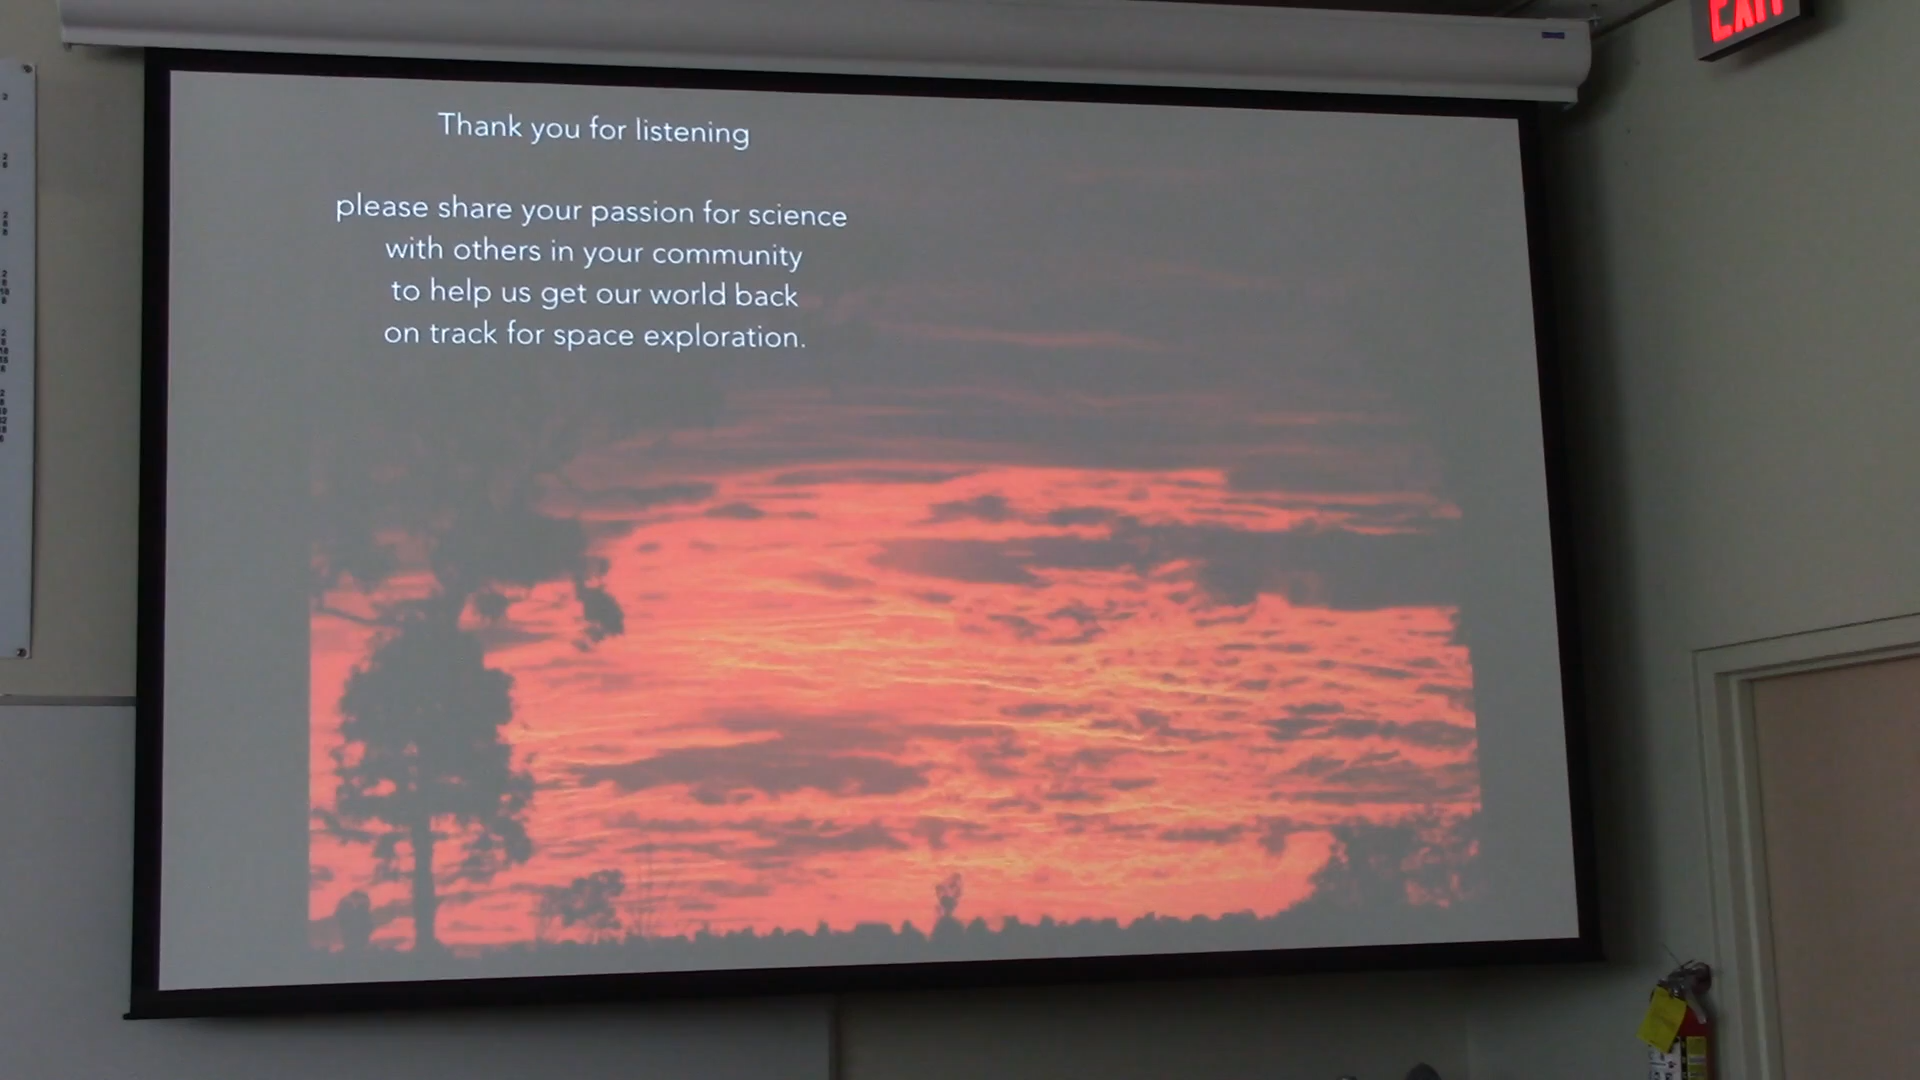 EXIT
Thank you for listening
please share your passion for science
with others in your community
to help us get our world back
on track for space exploration.